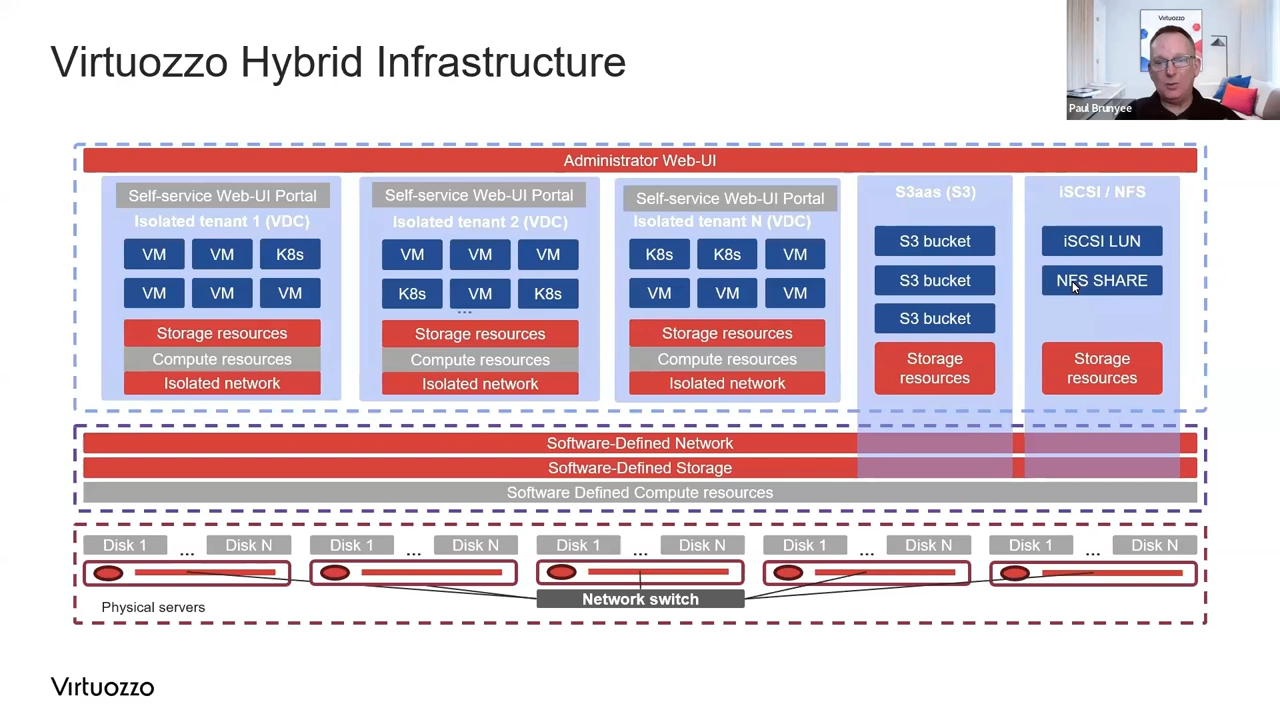 Virtuozzo Hybrid Infrastructure
Virtuozzo
Paul Brunyee
Administrator Web-UI
Self-service Web-UI Portal
Isolated tenant 1 (VDC)
VM VM K8s
VM VM VM
Storage resources
Compute resources
Isolated network
Self-service Web-UI Portal
Isolated tenant 2 (VDC)
VM VM VM
K8s VM K8s
...
Storage resources
Compute resources
Isolated network
Self-service Web-UI Portal
Isolated tenant N (VDC)
K8s K8s VM
VM VM VM
Storage resources
Compute resources
Isolated network
S3aas (S3)
S3 bucket
S3 bucket
S3 bucket
Storage
resources
iSCSI / NFS
iSCSI LUN
NFS SHARE
Storage
resources
Software-Defined Network
Software-Defined Storage
Software Defined Compute resources
Disk 1 ... Disk N Disk 1 ... Disk N Disk 1 ... Disk N Disk 1 ... Disk N Disk 1 ... Disk N
Network switch
Physical servers
Virtuozzo